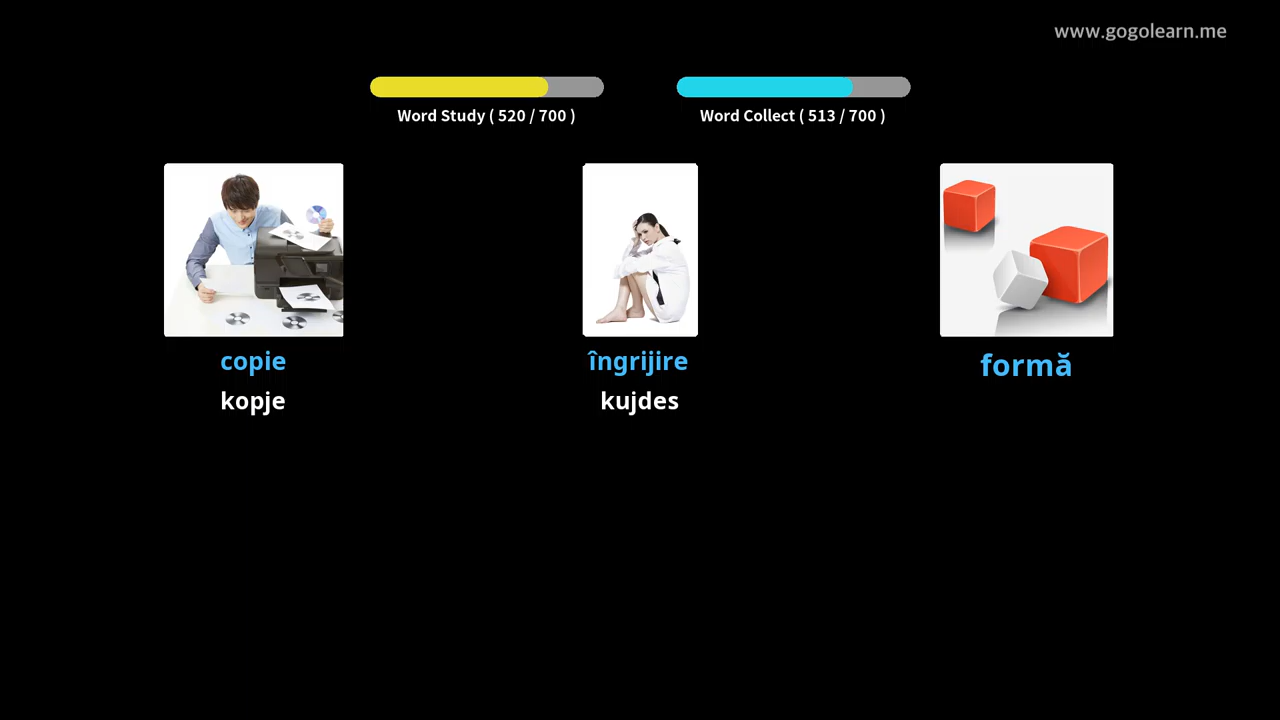 www.gogolearn.me
Word Study ( 520 / 700 )
Word Collect ( 513 / 700 )
copie
kopje
îngrijire
kujdes
formă